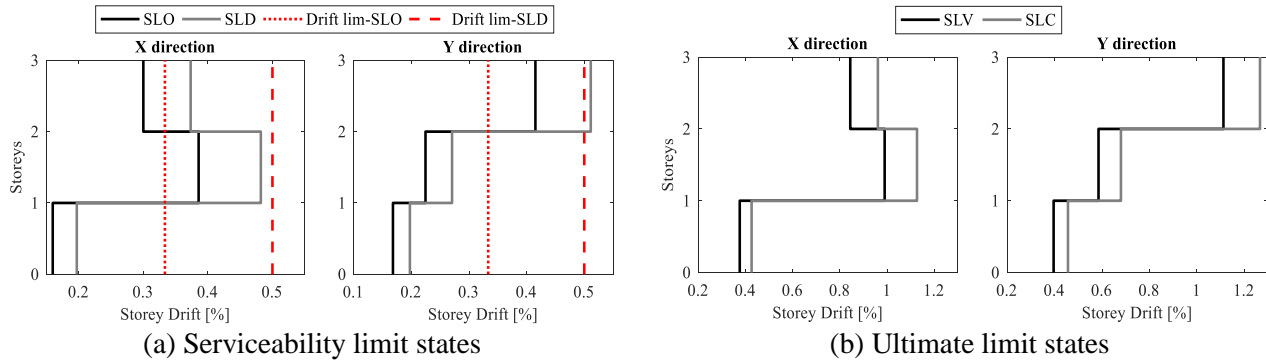 SLO SLD Drift lim-SLO Drift lim-SLD
SLV SLC
X direction
Y direction
X direction
Y direction
Storeys
3
2
1
0
0.2 0.3 0.4 0.5
Storey Drift [%]
3
2
1
0
0.1 0.2 0.3 0.4 0.5
Storey Drift [%]
Storeys
3
2
1
0
0.2 0.4 0.6 0.8 1 1.2
Storey Drift [%]
3
2
1
0
0.2 0.4 0.6 0.8 1 1.2
Storey Drift [%]
(a) Serviceability limit states
(b) Ultimate limit states